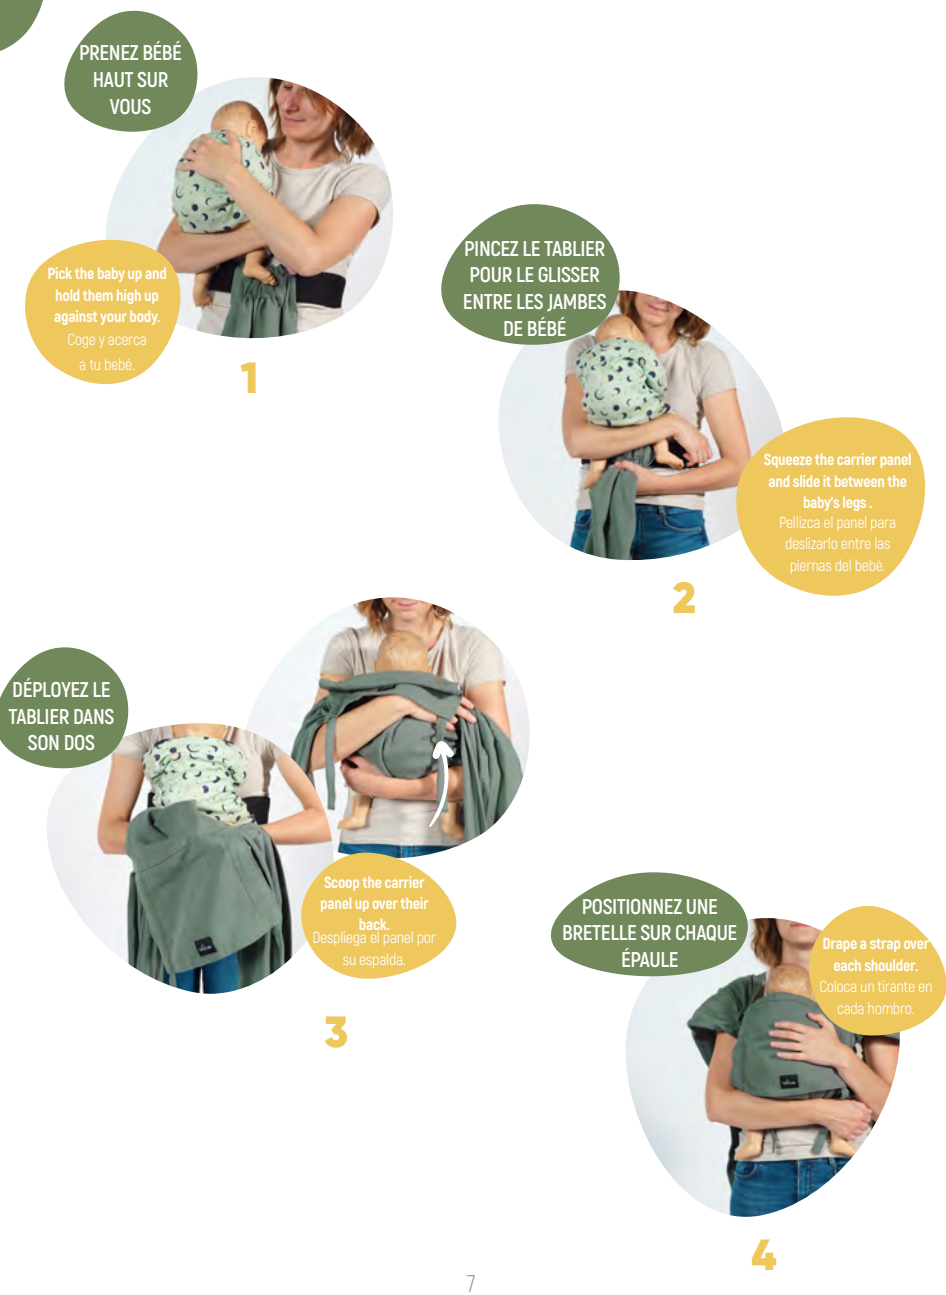 PRENEZ BÉBÉ
HAUT SUR
VOUS
Pick the baby up and
hold them high up
against your body.
Coge y acerca
a tu bebé.
1
PINCEZ LE TABLIER
POUR LE GLISSER
ENTRE LES JAMBES
DE BÉBÉ
Squeeze the carrier panel
and slide it between the
baby's legs .
Pellizca el panel para
deslizarlo entre las
piernas del bebé.
2
DÉPLOYEZ LE
TABLIER DANS
SON DOS
Scoop the carrier
panel up over their
back.
Despliega el panel por
su espalda.
3
POSITIONNEZ UNE
BRETELLE SUR CHAQUE
ÉPAULE
Drape a strap over
each shoulder.
Coloca un tirante en
cada hombro.
4
7